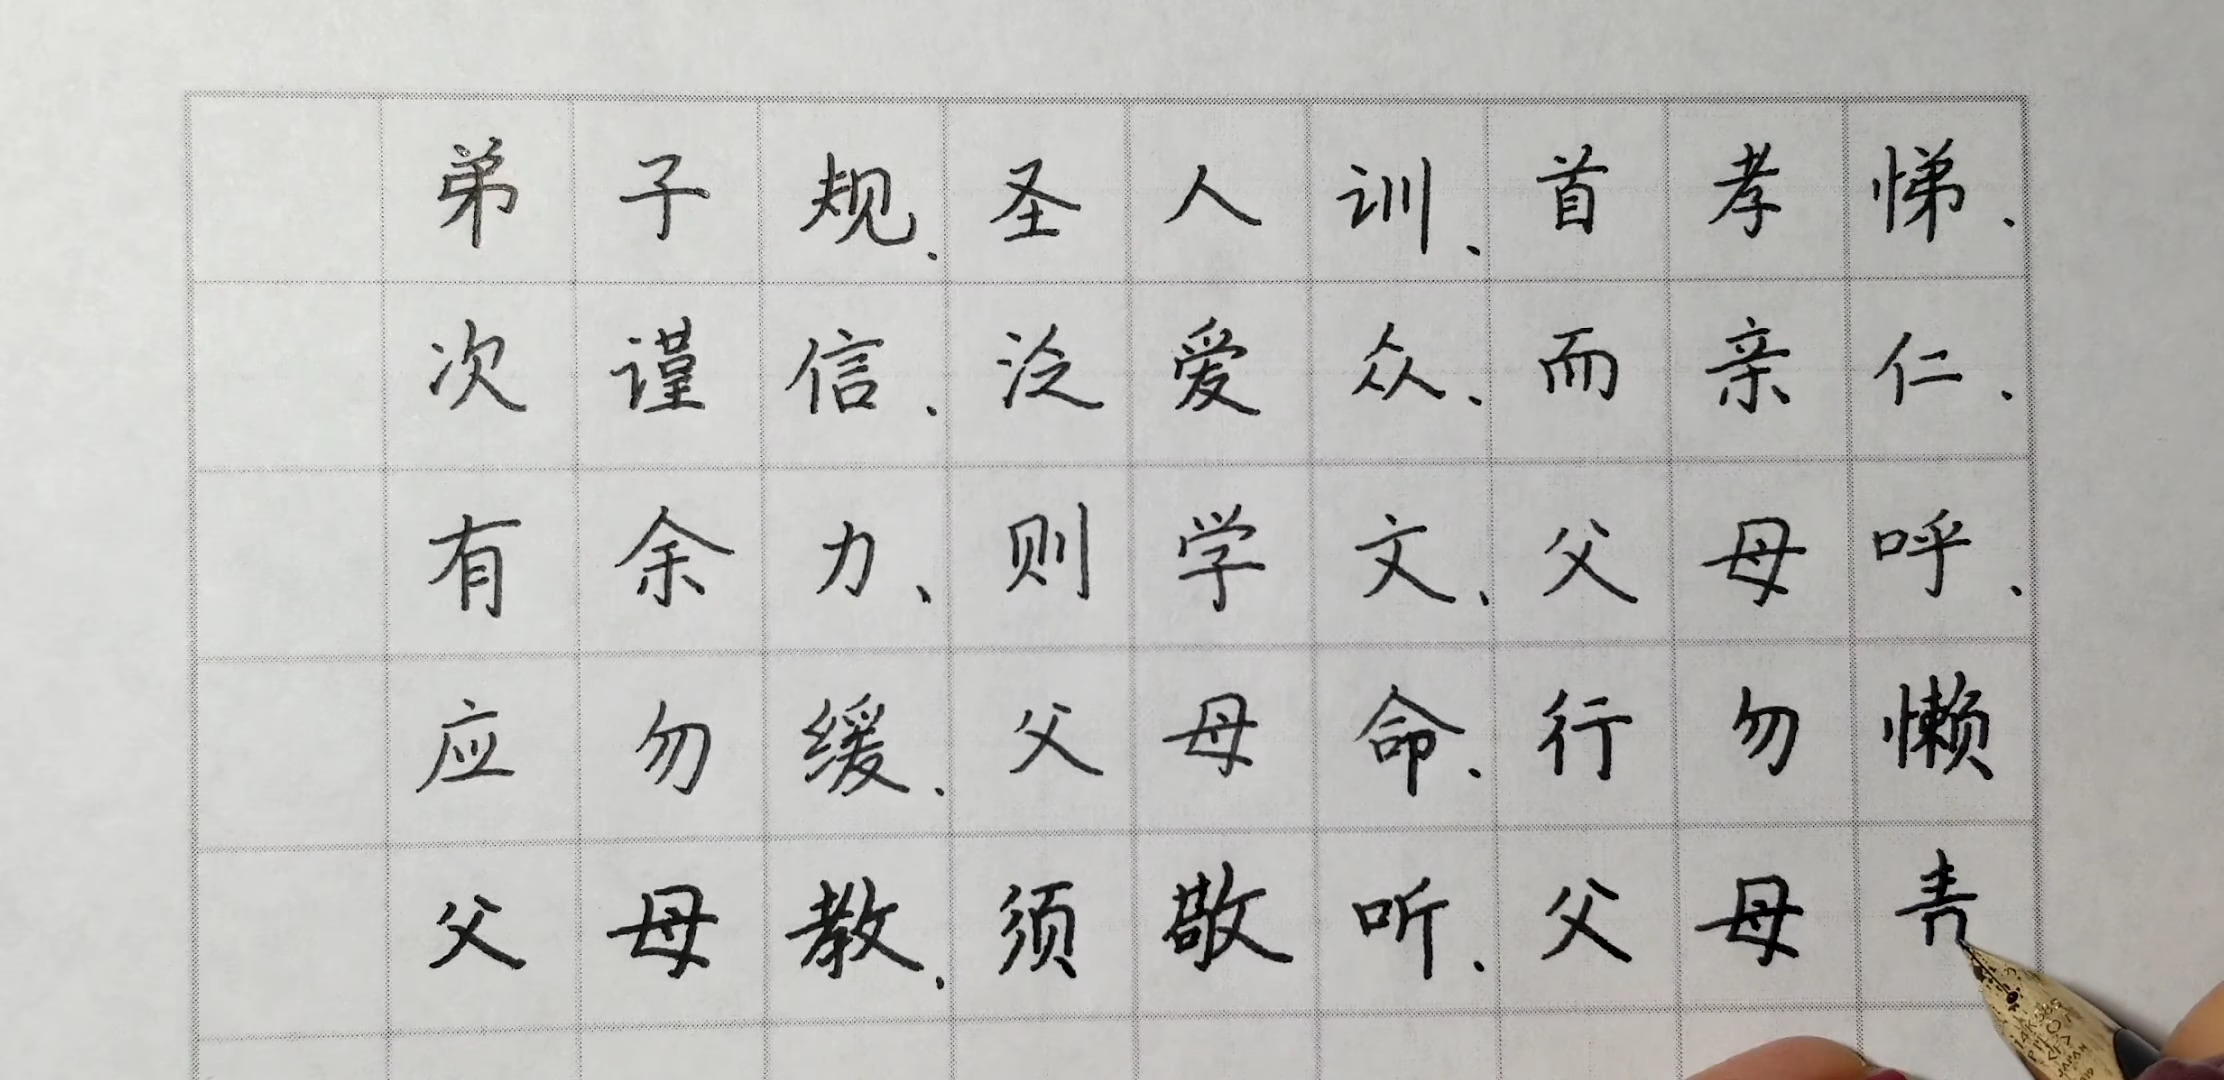 弟子规、圣人训、首孝悌、
次谨信、泛爱众、而亲仁、
有余力、则学文、父母呼、
应勿缓、父母命、行勿懒
父母教、须敬听、父母